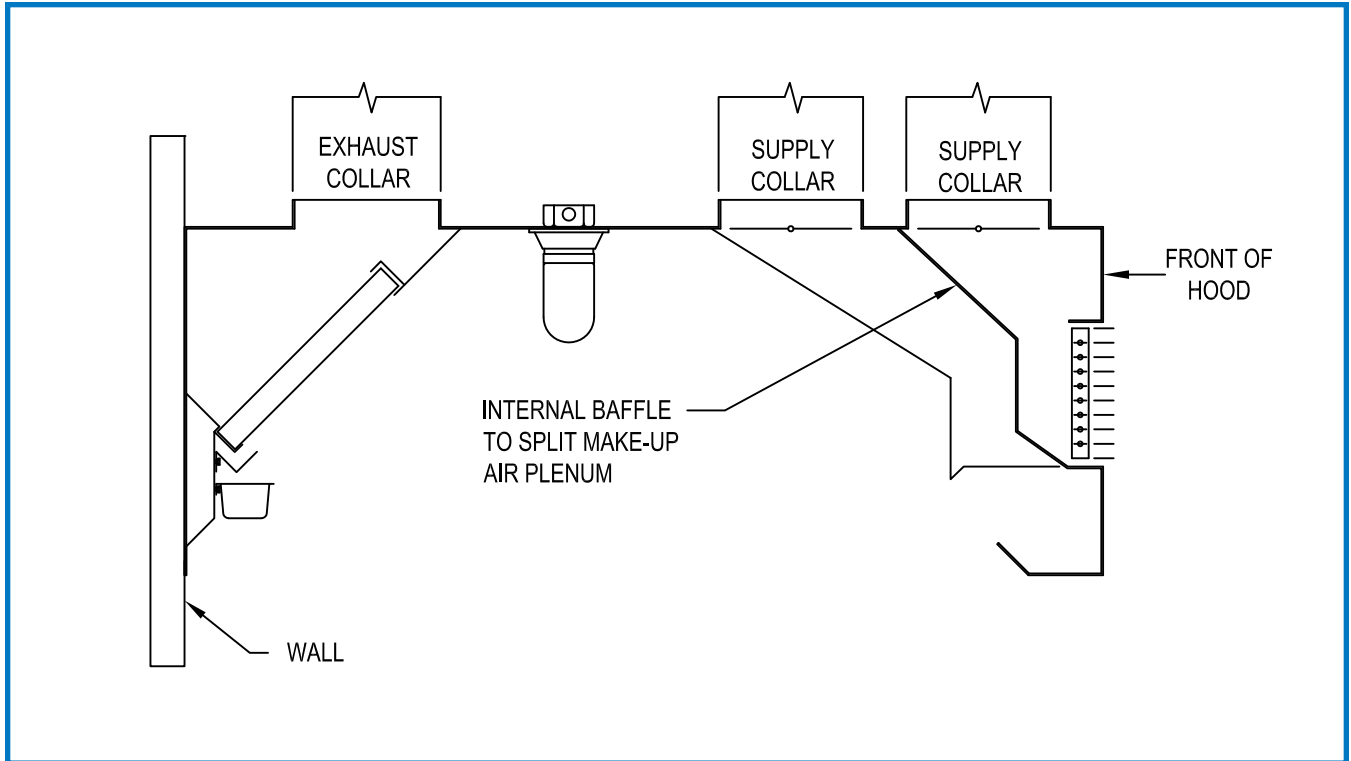 EXHAUST
COLLAR
SUPPLY
COLLAR
SUPPLY
COLLAR
FRONT OF
HOOD
INTERNAL BAFFLE
TO SPLIT MAKE-UP
AIR PLENUM
WALL